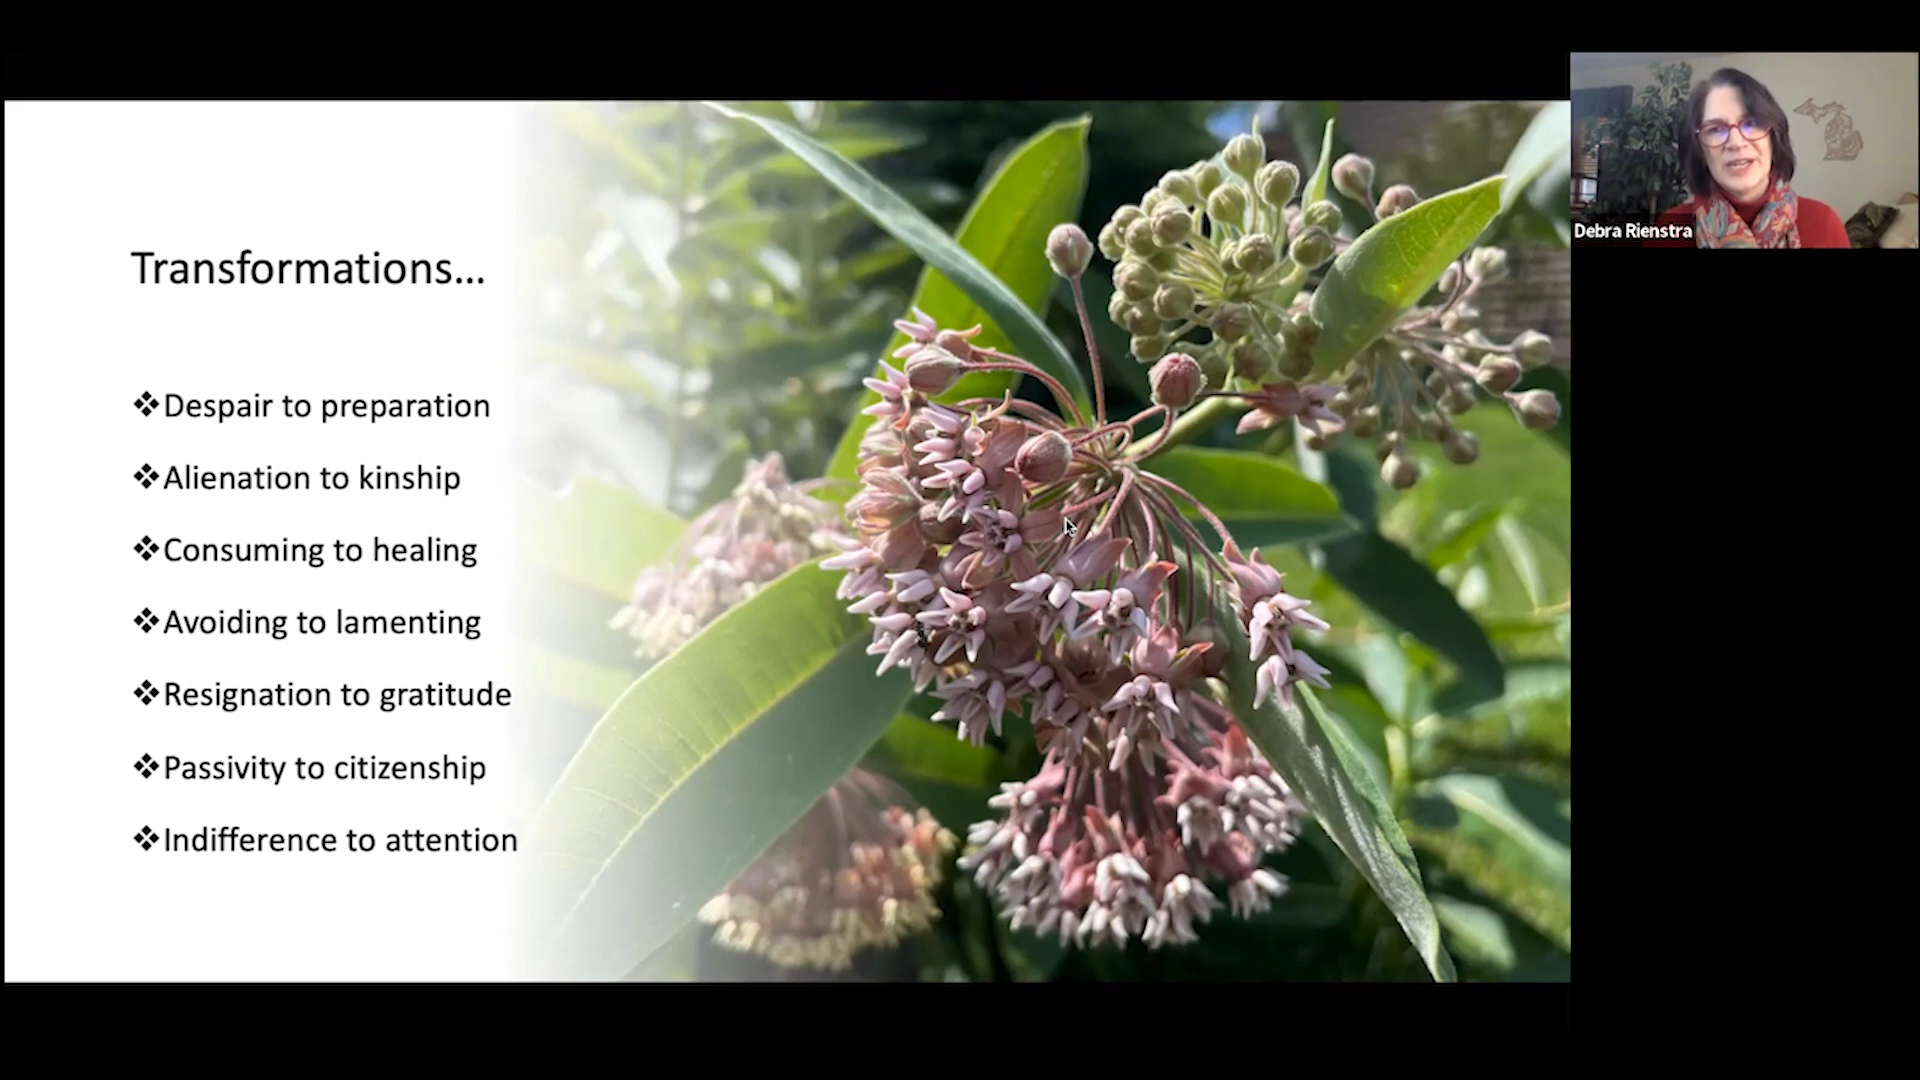 Transformations...
❖Despair to preparation
❖Alienation to kinship
❖Consuming to healing
❖Avoiding to lamenting
❖Resignation to gratitude
❖Passivity to citizenship
❖Indifference to attention
Debra Rienstra